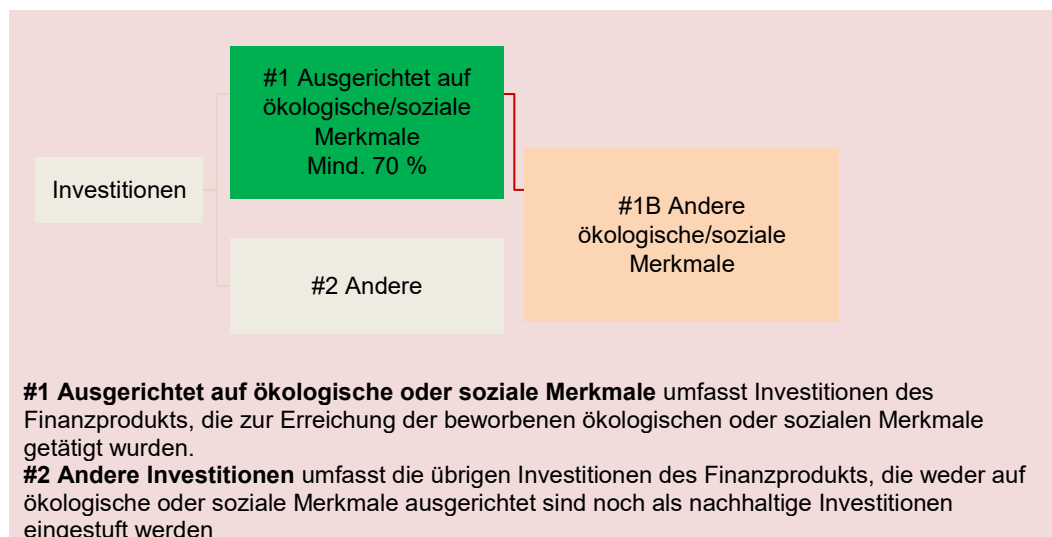 #1 Ausgerichtet auf
ökologische/soziale
Merkmale
Mind. 70 %
Investitionen
#1B Andere
ökologische/soziale
Merkmale
#2 Andere
#1 Ausgerichtet auf ökologische oder soziale Merkmale umfasst Investitionen des
Finanzprodukts, die zur Erreichung der beworbenen ökologischen oder sozialen Merkmale
getätigt wurden.
#2 Andere Investitionen umfasst die übrigen Investitionen des Finanzprodukts, die weder auf
ökologische oder soziale Merkmale ausgerichtet sind noch als nachhaltige Investitionen
eingestuft werden